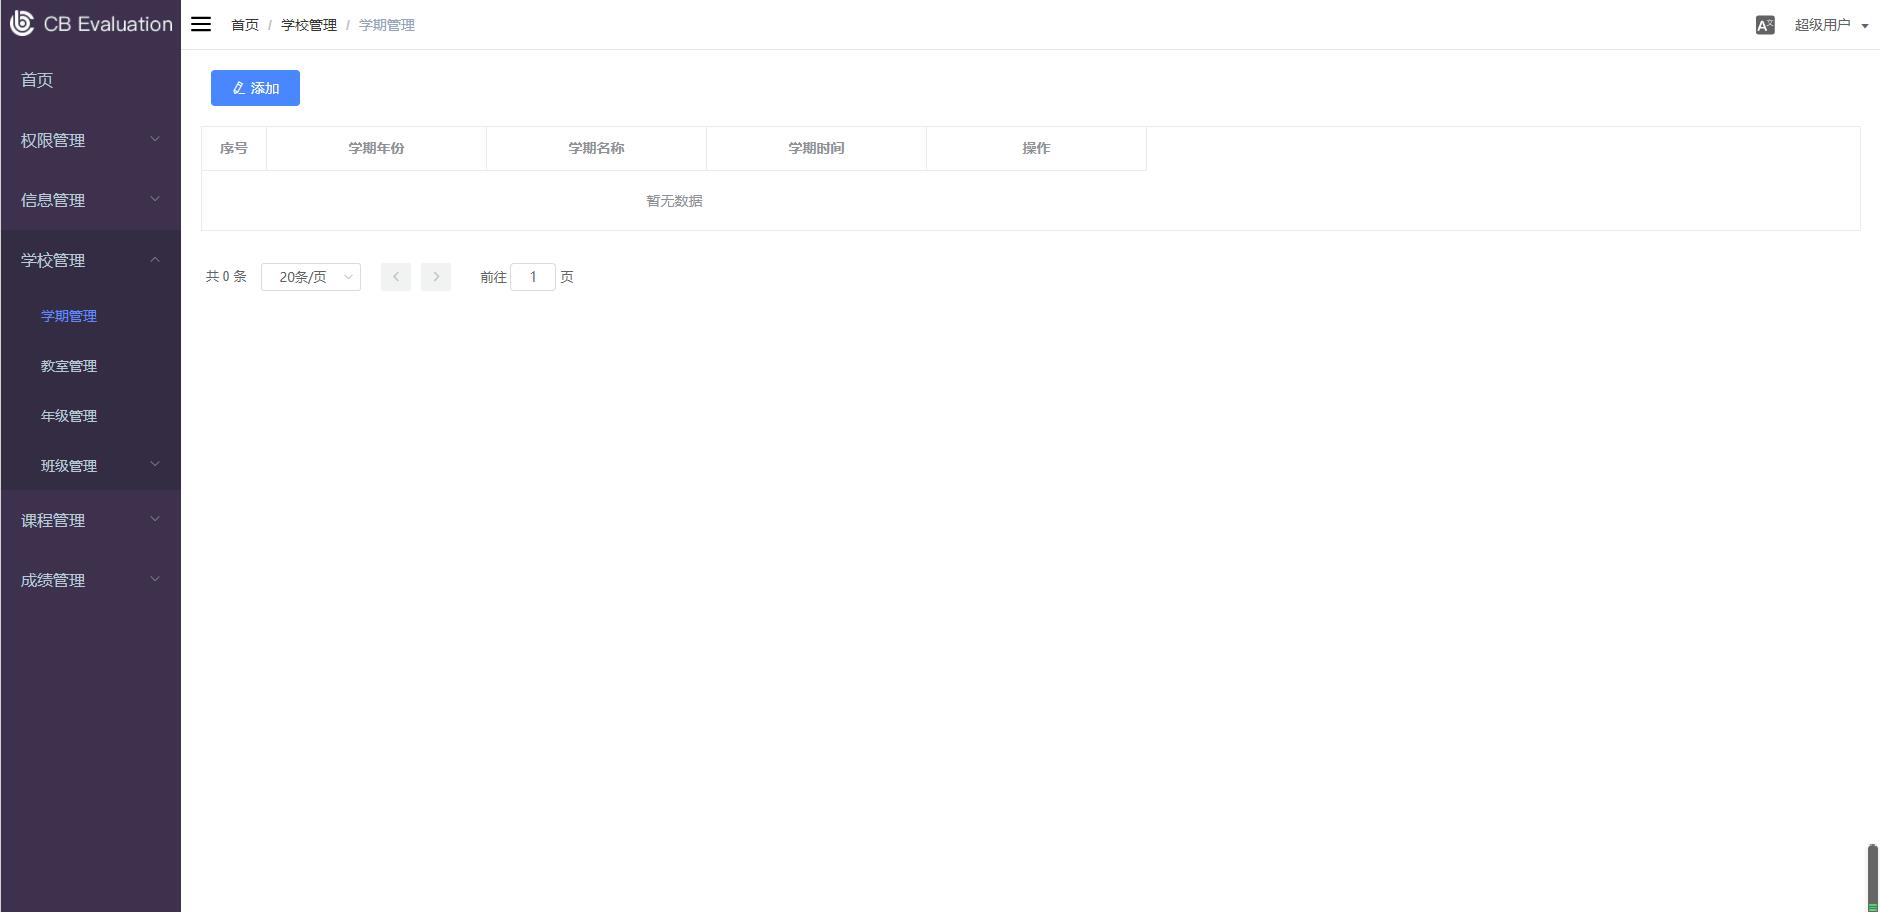 CB Evaluation
首页 / 学校管理 / 学期管理
超级用户
首页
权限管理
信息管理
学校管理
学期管理
教室管理
年级管理
班级管理
课程管理
成绩管理
添加
序号 学期年份 学期名称 学期时间 操作
暂无数据
共 0 条 20条/页 前往 1 页